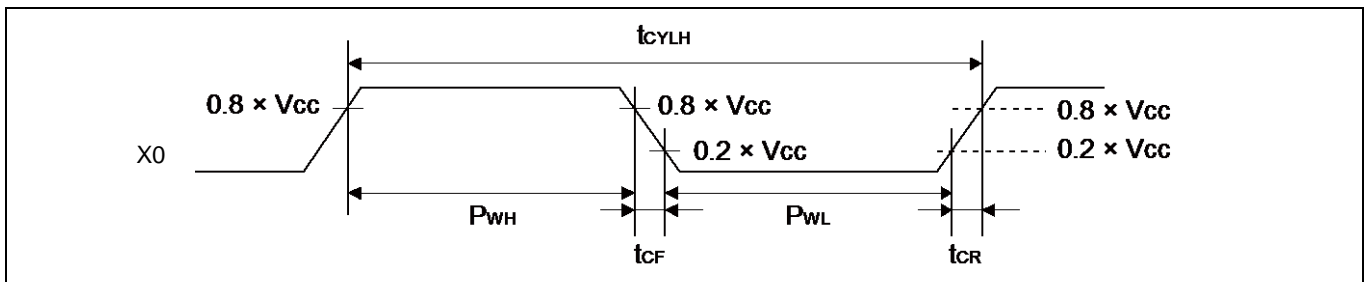 tCYLH
0.8 × VCC
0.8 × VCC
0.8 × VCC
X0
0.2 × VCC
0.2 × VCC
PWH
PWL
tCF
tCR